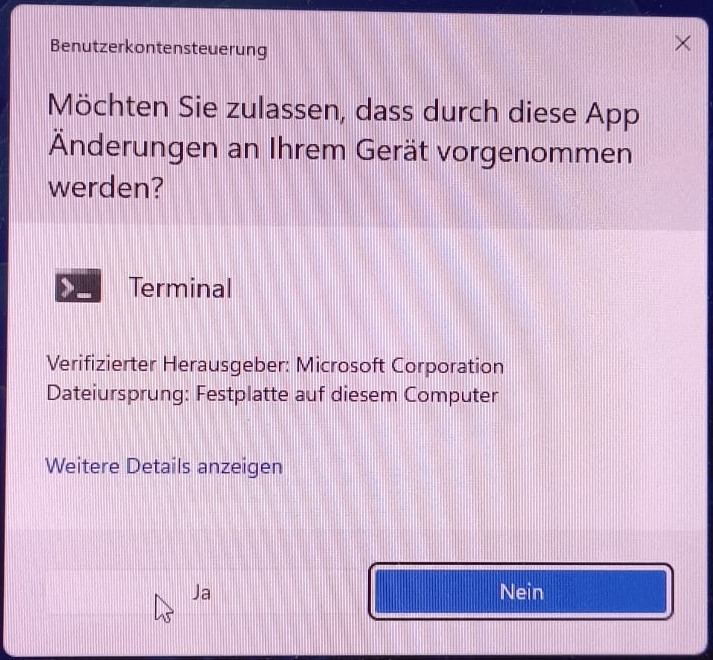 Benutzerkontensteuerung
Möchten Sie zulassen, dass durch diese App
Änderungen an Ihrem Gerät vorgenommen
werden?
Terminal
Verifizierter Herausgeber: Microsoft Corporation
Dateiursprung: Festplatte auf diesem Computer
Weitere Details anzeigen
Ja
Nein